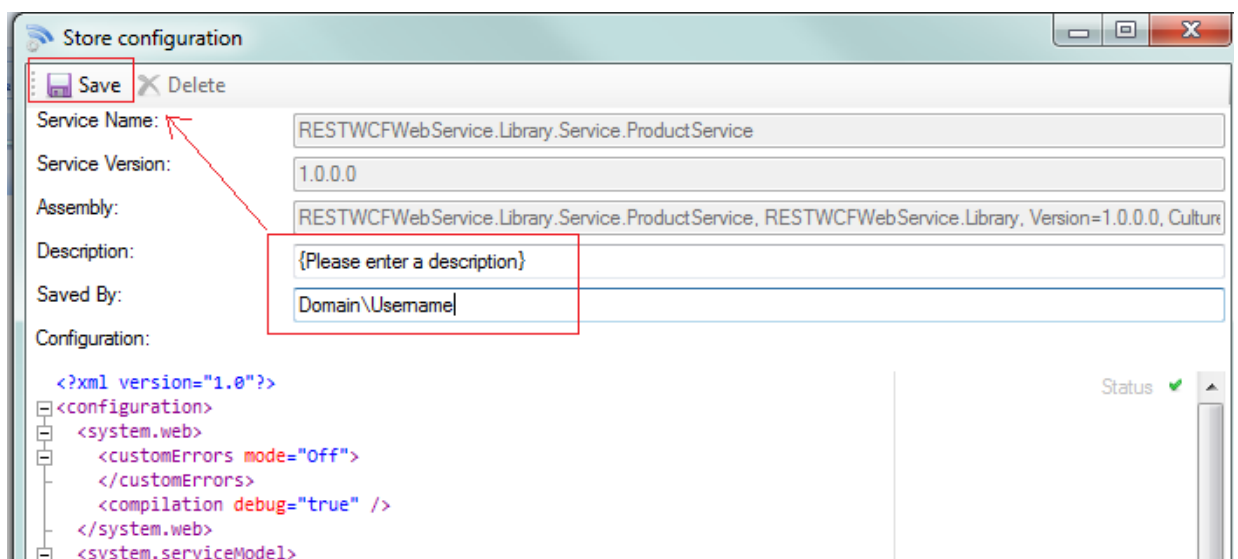 Store configuration
Save Delete
Service Name: RESTWCFWebService.Library.Service.ProductService
Service Version: 1.0.0.0
Assembly: RESTWCFWebService.Library.Service.ProductService, RESTWCFWebService.Library, Version=1.0.0.0, Culture
Description: {Please enter a description}
Saved By: Domain\Username
Configuration:
<?xml version="1.0"?> Status
<configuration>
<system.web>
<customErrors mode="Off">
</customErrors>
<compilation debug="true" />
</system.web>
<system.serviceModel>